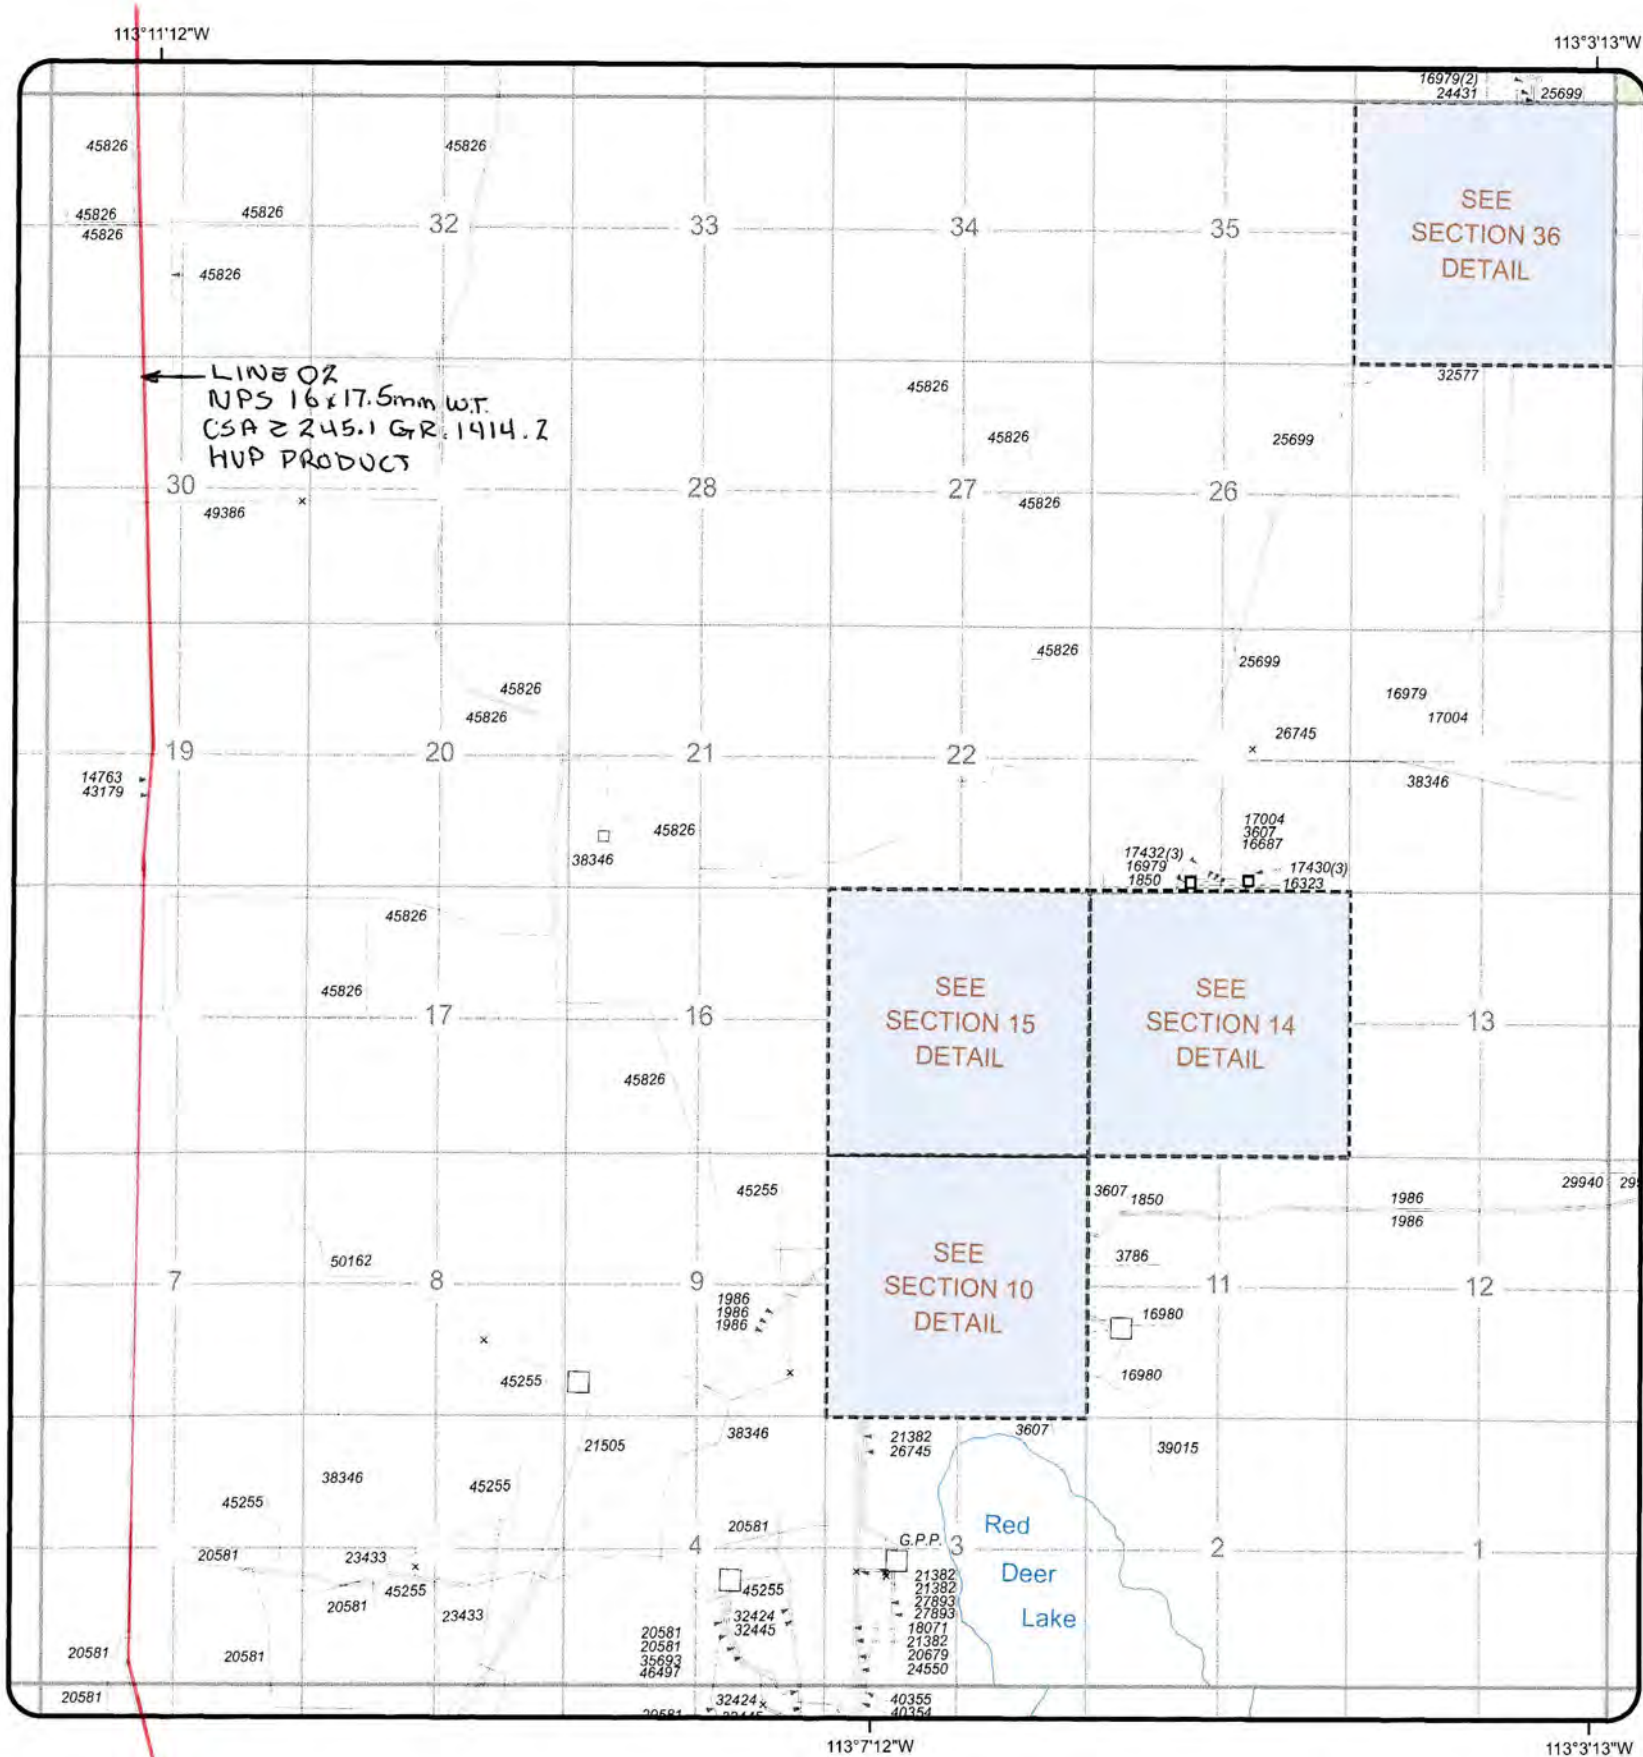 113°11'12"W
113°3'13"W
16979(2)
24431 25699
45826 45826
45826 45826
45826
32 33 34 35
SEE
SECTION 36
DETAIL
45826
LINE 02
NPS 16x17.5mm W.T.
CSA Z 245.1 GR. 1414.2
HVP PRODUCT
45826
32577
45826 25699
30 28 27 26
49386 45826
45826 25699
45826
45826
16979
17004
26745
19 20 21 22
14763
43179
38346
45826
38346
17004
3607
16687
17432(3)
16979
1850
17430(3)
16323
45826
45826
17 16
SEE
SECTION 15
DETAIL
SEE
SECTION 14
DETAIL
13
45826
45255
3607 1850
1986
1986
29940
50162
3786
7 8 9
SEE
SECTION 10
DETAIL
11 12
1986
1986
1986
16980
45255
16980
21505
38346
21382
26745
3607
39015
38346
45255
45255
20581
Red
Deer
Lake
G.P.P.
4 3 2 1
20581
23433
45255
20581
23433
45255
32424
32445
20581
20581
35693
46497
21382
21382
27893
27893
18071
21382
20679
24550
20581
20581
20581
32424
40355
40354
20581
113°7'12"W
113°3'13"W